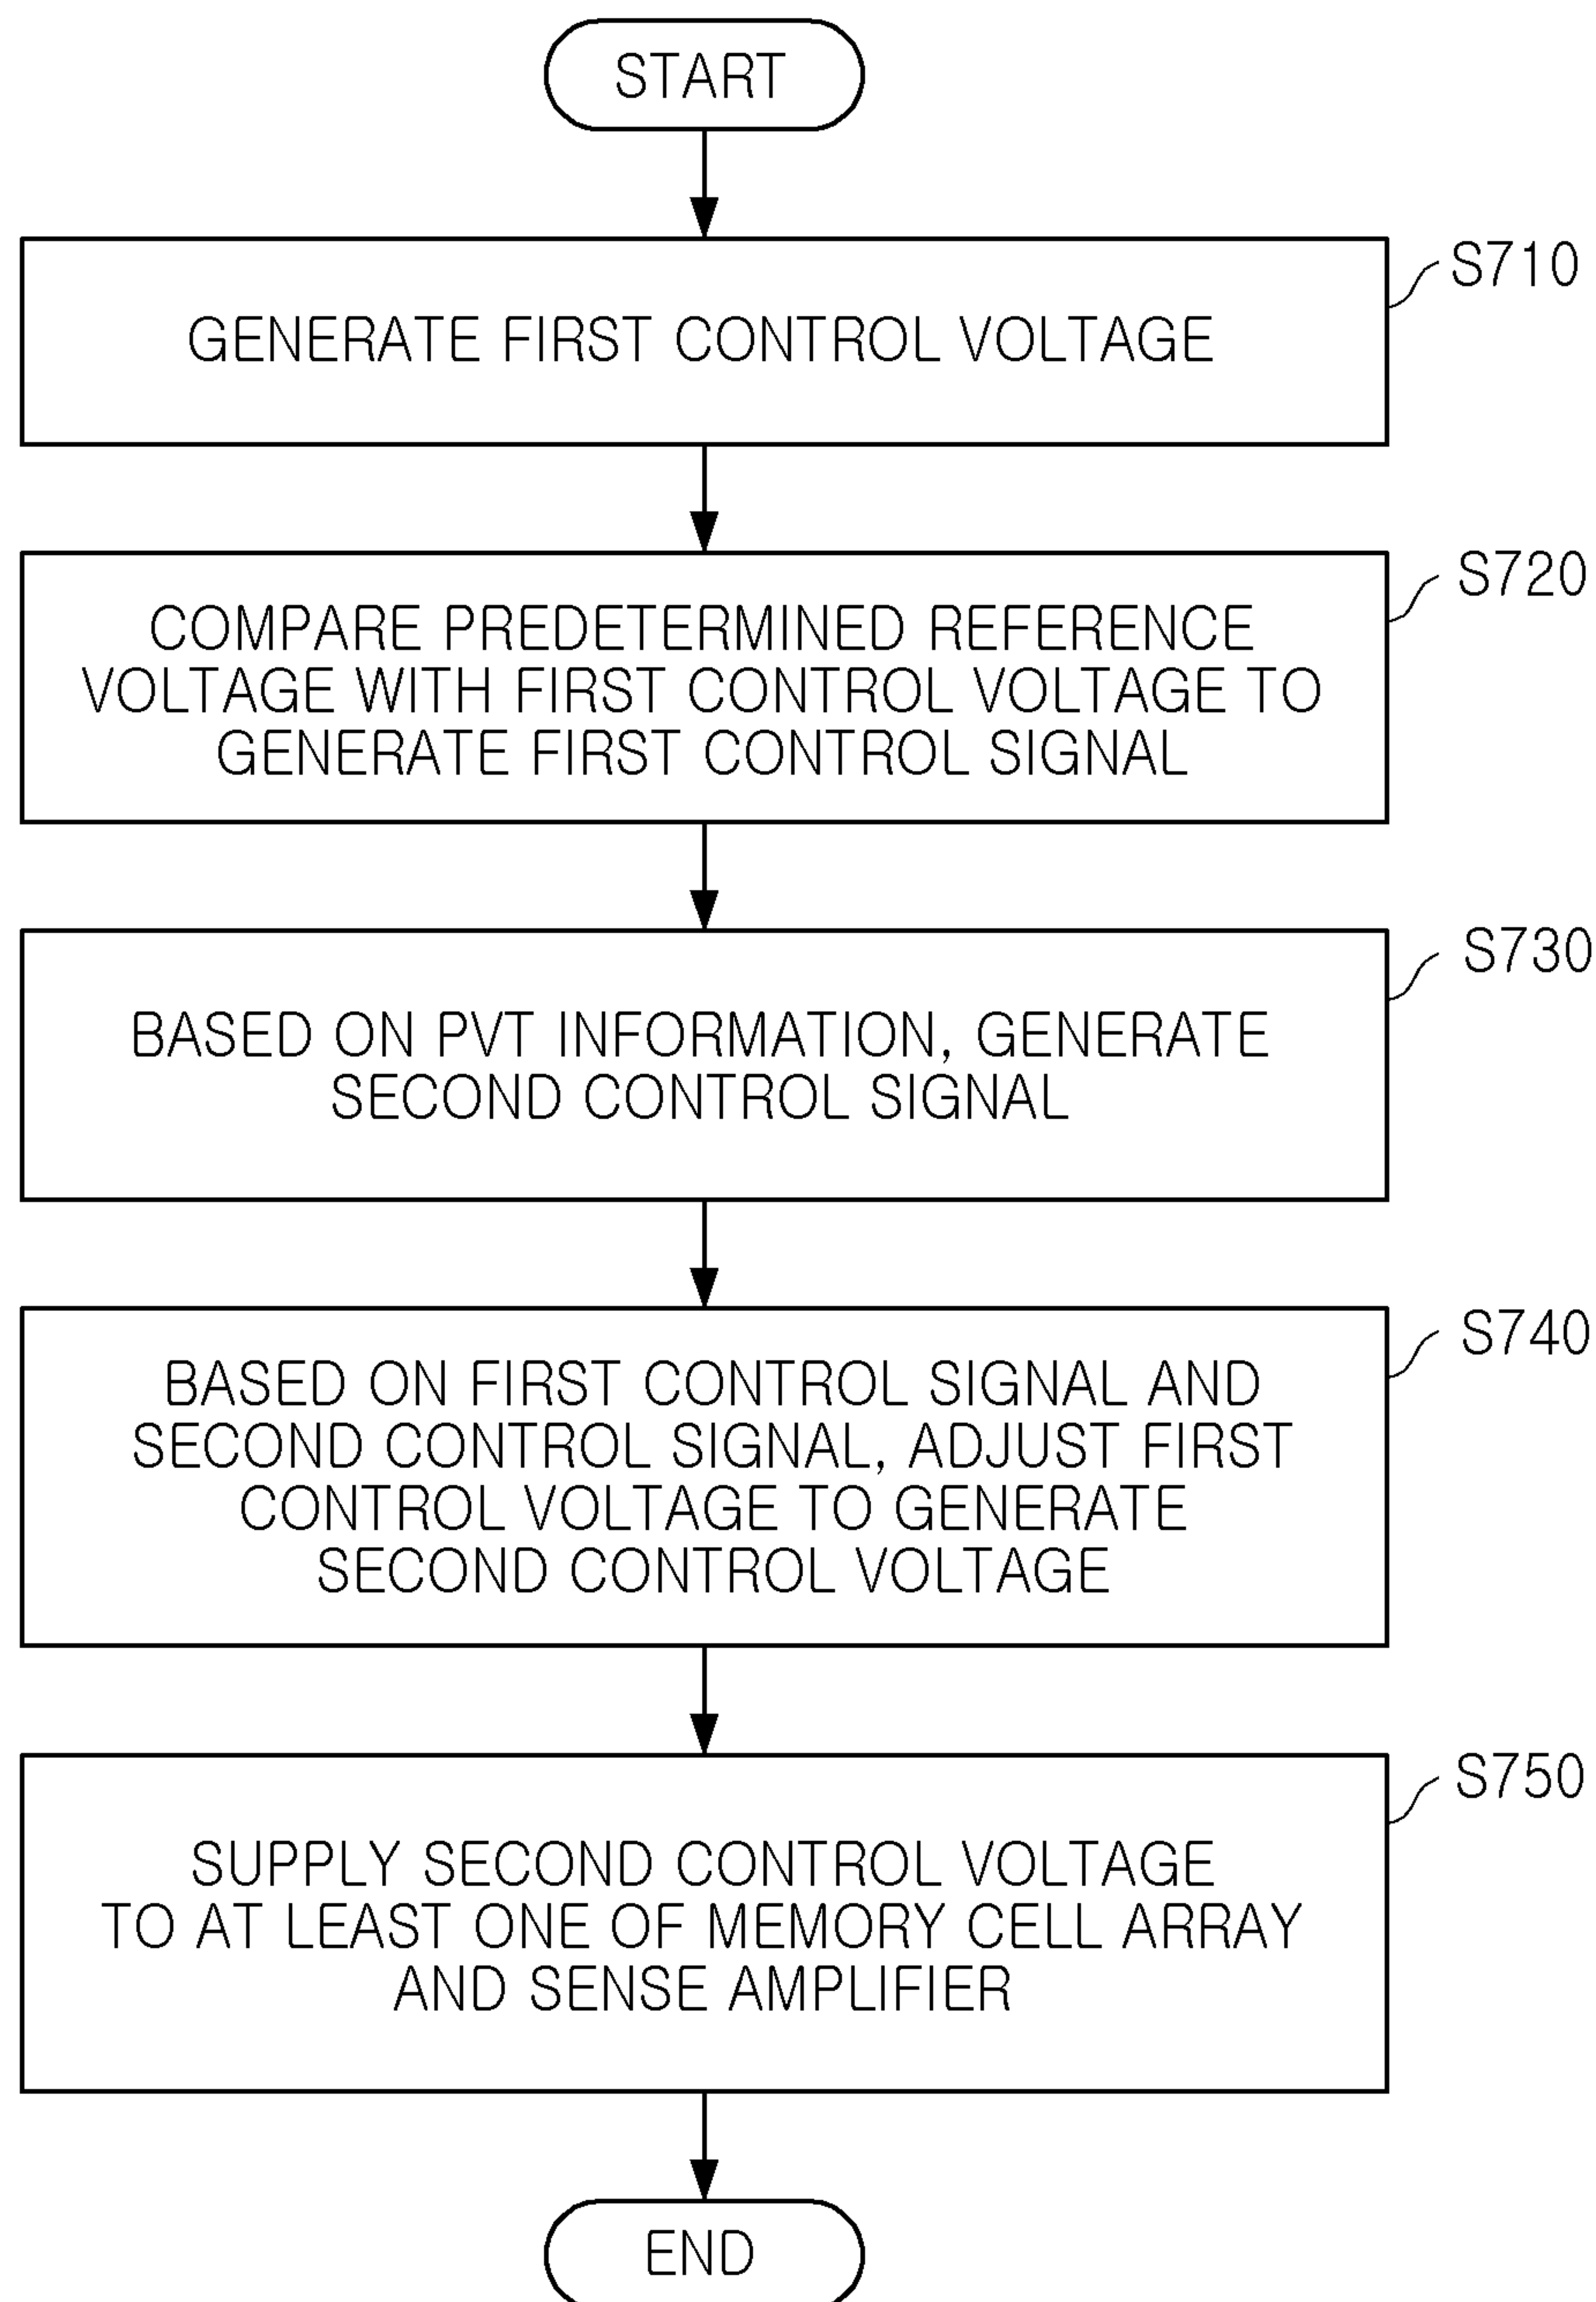 START
S710
GENERATE FIRST CONTROL VOLTAGE
S720
COMPARE PREDETERMINED REFERENCE
VOLTAGE WITH FIRST CONTROL VOLTAGE TO
GENERATE FIRST CONTROL SIGNAL
S730
BASED ON PVT INFORMATION, GENERATE
SECOND CONTROL SIGNAL
S740
BASED ON FIRST CONTROL SIGNAL AND
SECOND CONTROL SIGNAL, ADJUST FIRST
CONTROL VOLTAGE TO GENERATE
SECOND CONTROL VOLTAGE
S750
SUPPLY SECOND CONTROL VOLTAGE
TO AT LEAST ONE OF MEMORY CELL ARRAY
AND SENSE AMPLIFIER
END